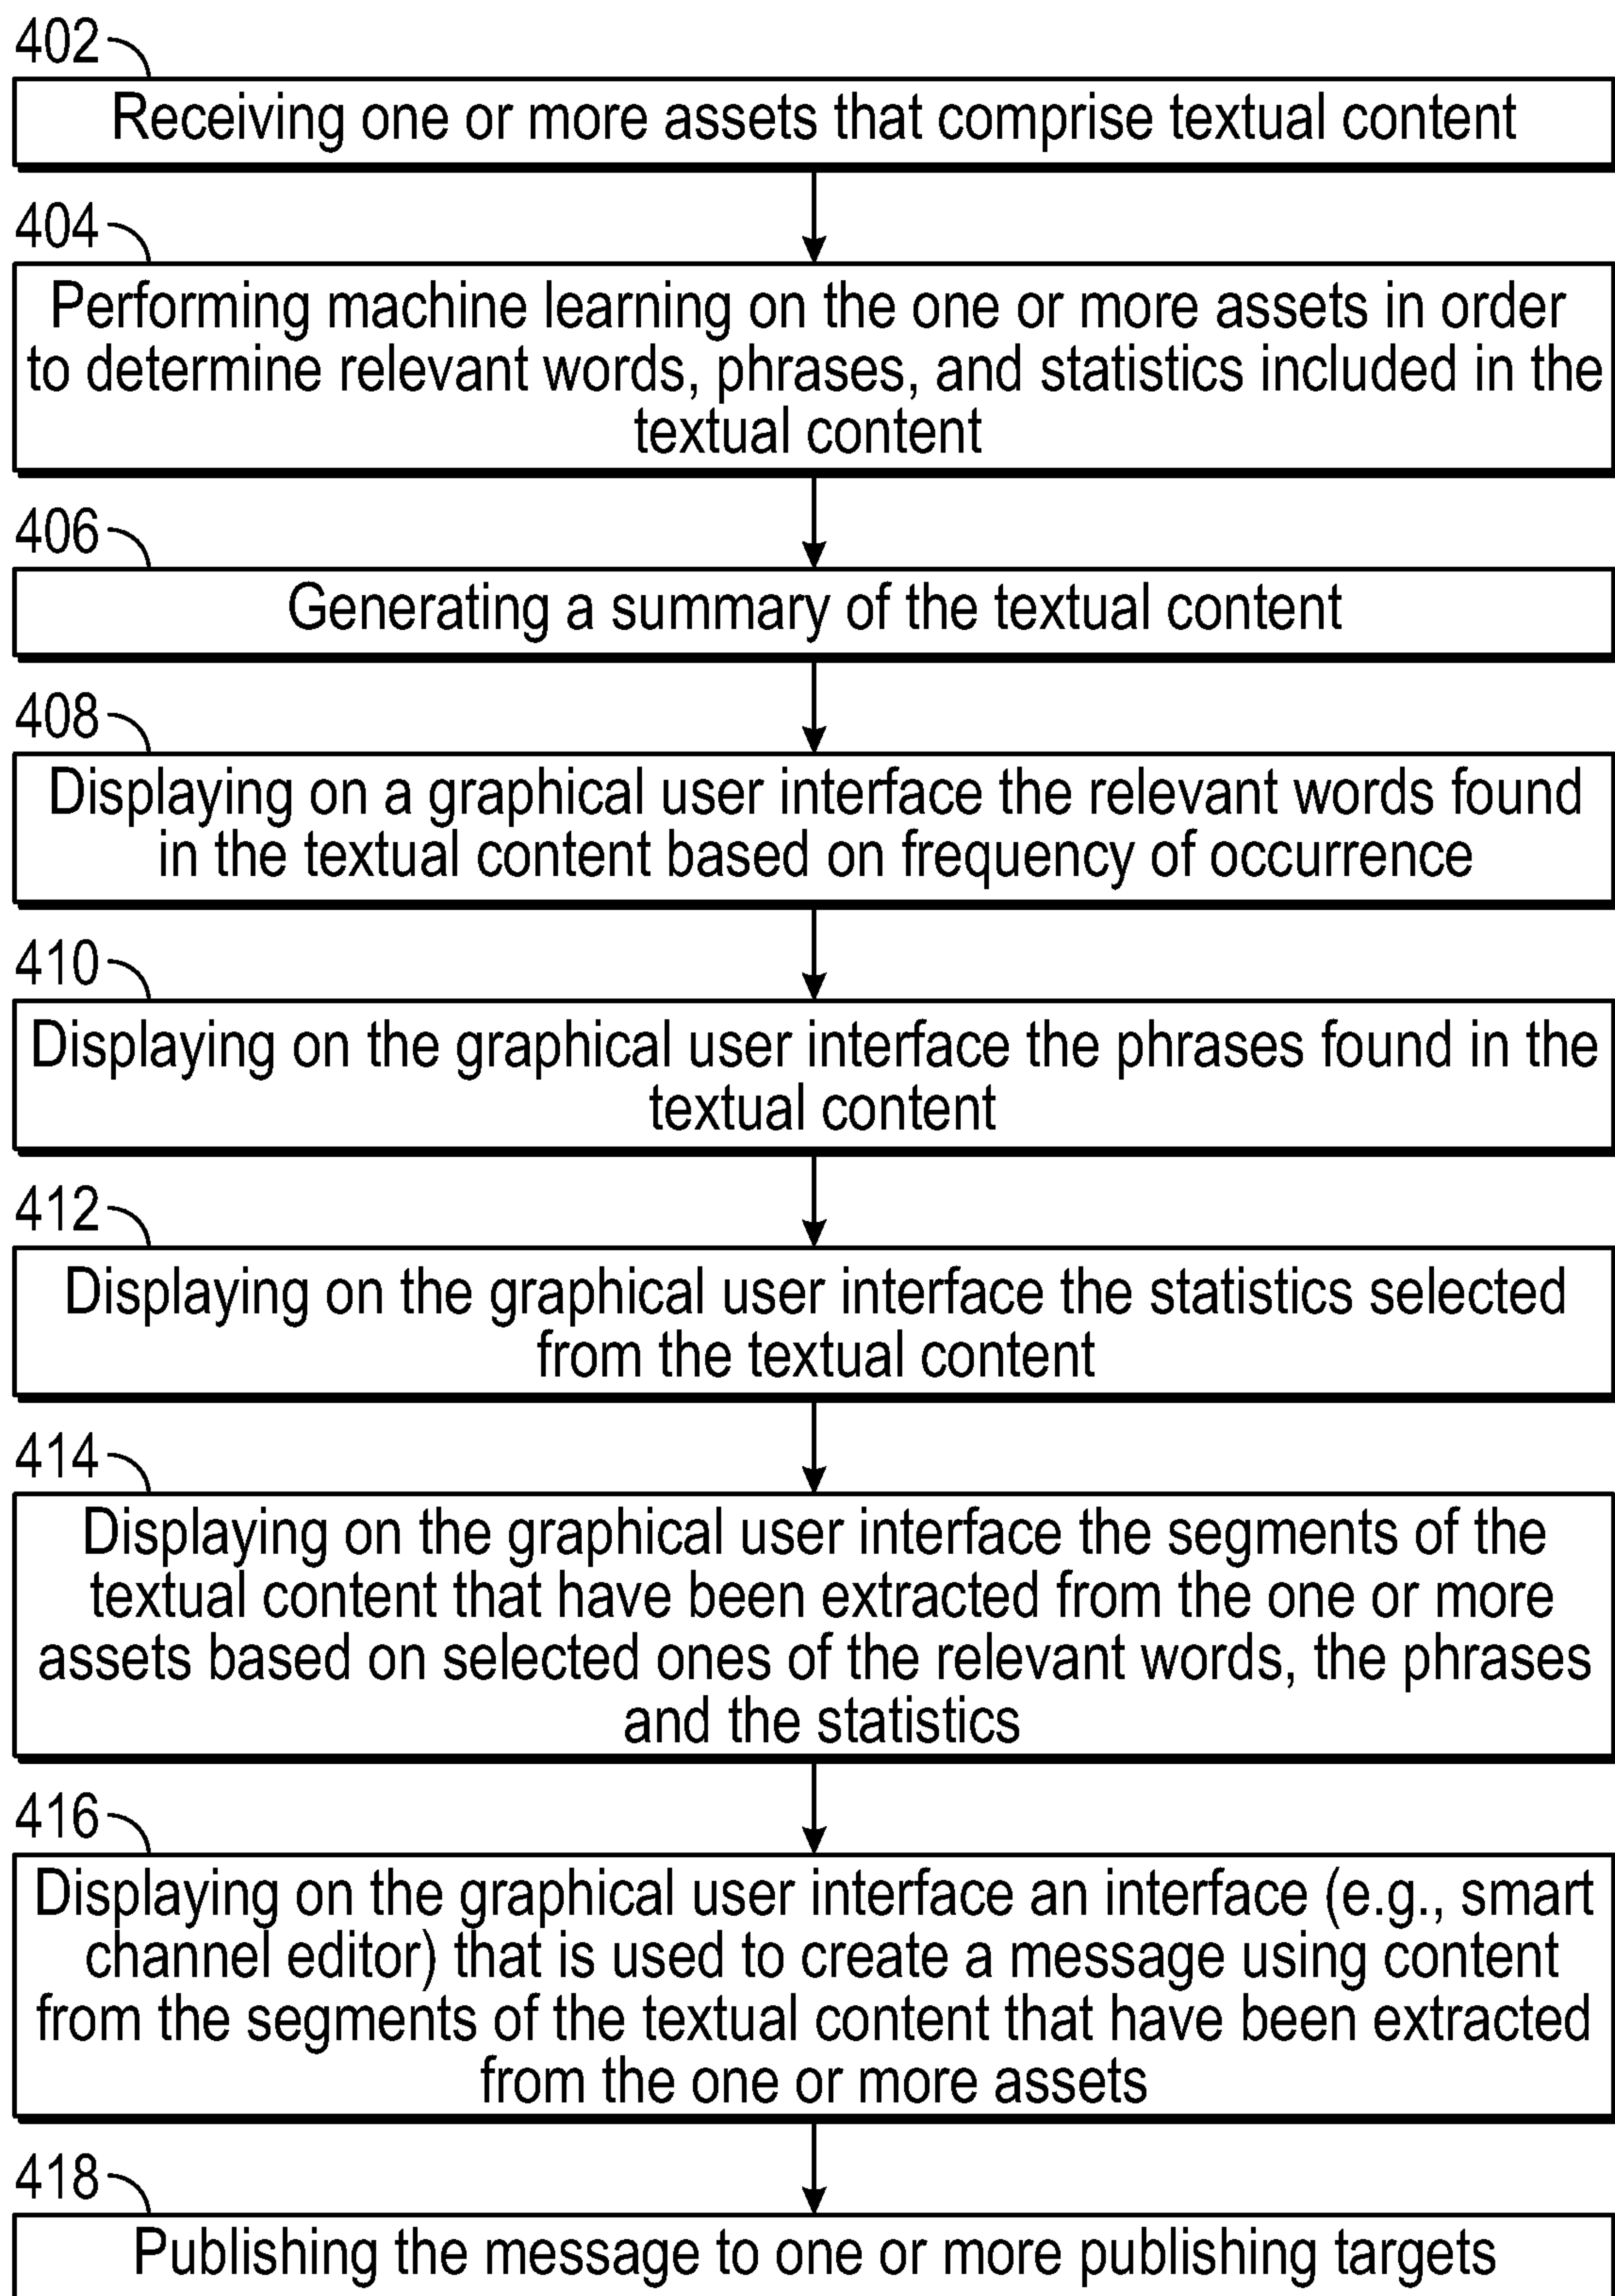 402
Receiving one or more assets that comprise textual content
404
Performing machine learning on the one or more assets in order
to determine relevant words, phrases, and statistics included in the
textual content
406
Generating a summary of the textual content
408
Displaying on a graphical user interface the relevant words found
in the textual content based on frequency of occurrence
410
Displaying on the graphical user interface the phrases found in the
textual content
412
Displaying on the graphical user interface the statistics selected
from the textual content
414
Displaying on the graphical user interface the segments of the
textual content that have been extracted from the one or more
assets based on selected ones of the relevant words, the phrases
and the statistics
416
Displaying on the graphical user interface an interface (e.g., smart
channel editor) that is used to create a message using content
from the segments of the textual content that have been extracted
from the one or more assets
418
Publishing the message to one or more publishing targets